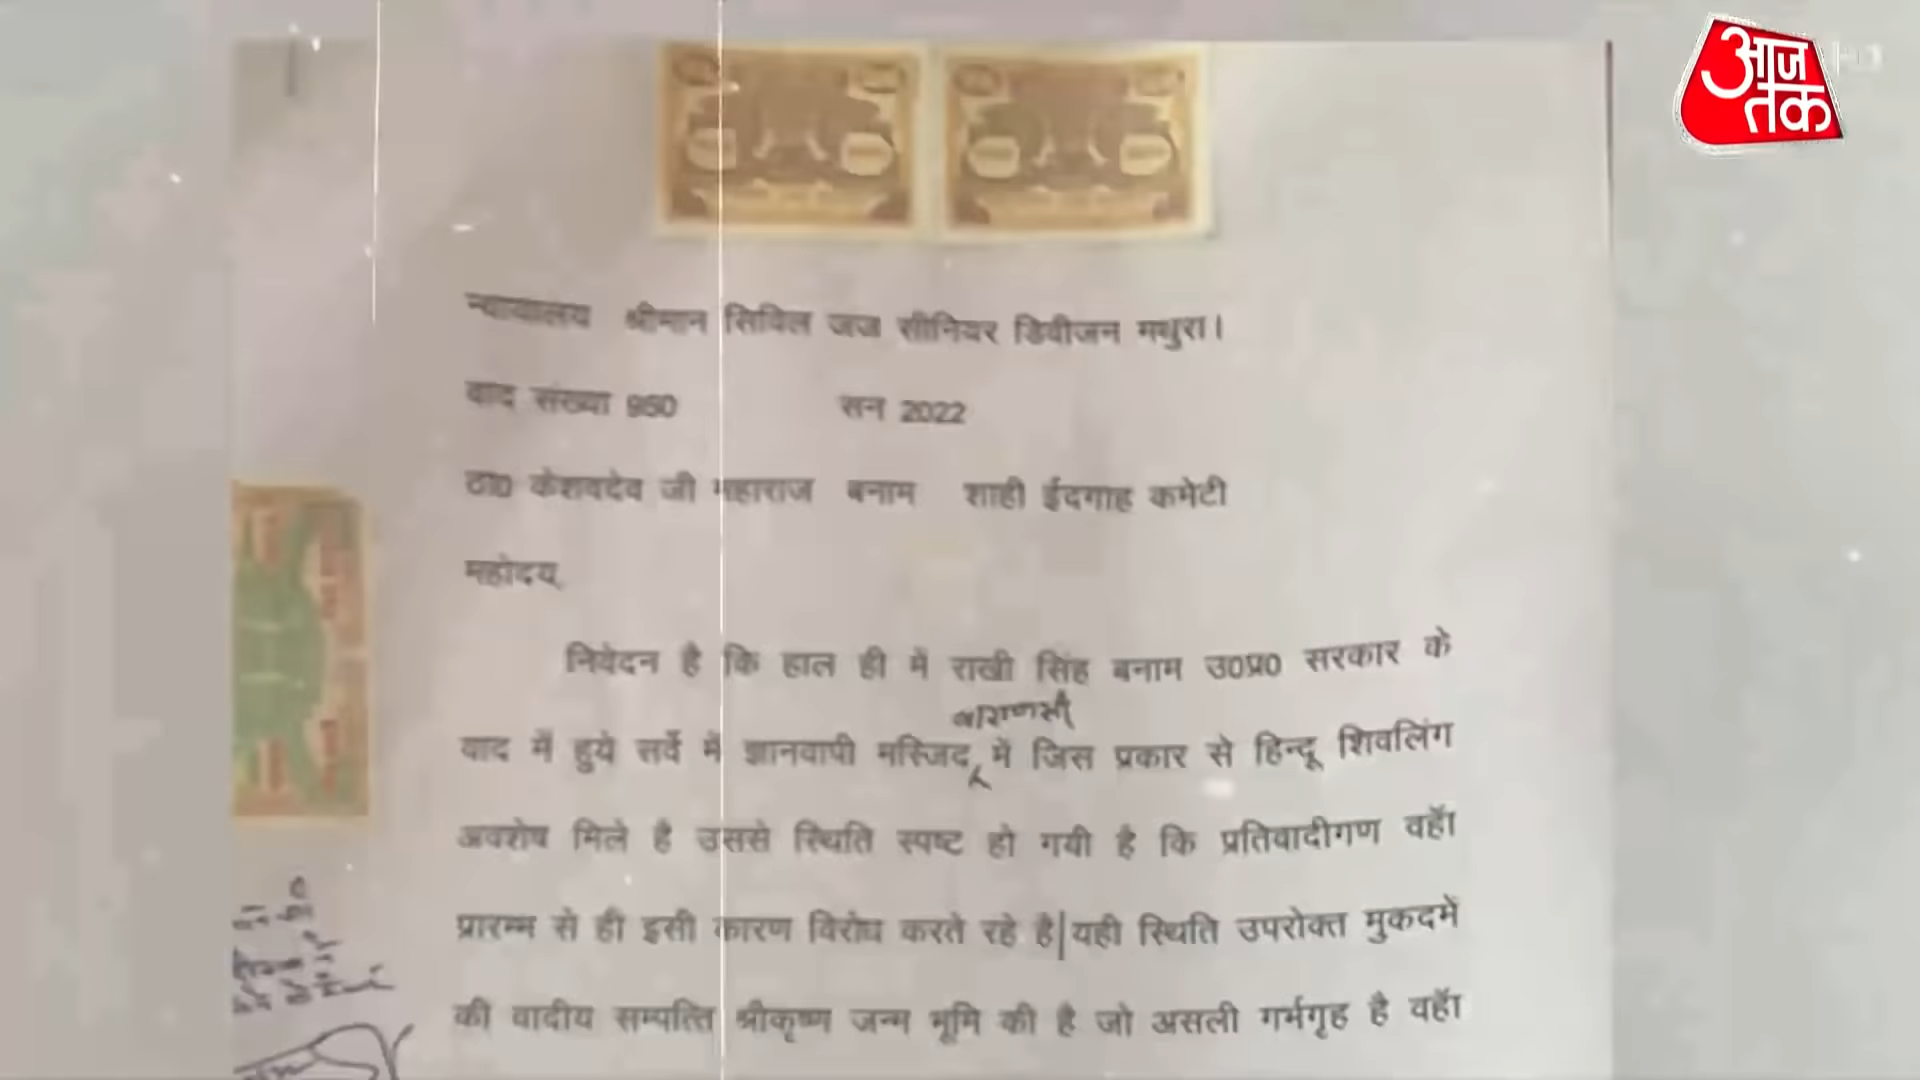 आज
तक
न्यायालय श्रीमान सिविल जज सीनियर डिवीजन मथुरा।
वाद संख्या 950 सन 2022
ठा0 केशवदेव जी महाराज बनाम शाही ईदगाह कमेटी
महोदय,
निवेदन है कि हाल ही में राखी सिंह बनाम उ0प्र0 सरकार के
वाराणसी
वाद में हुये सर्वे में ज्ञानवापी मस्जिद में जिस प्रकार से हिन्दू शिवलिंग
अवशेष मिले है उससे स्थिति स्पष्ट हो गयी है कि प्रतिवादीगण वहॉ
प्रारम्भ से ही इसी कारण विरोध करते रहे है|यही स्थिति उपरोक्त मुकदमें
की वादीय सम्पत्ति श्रीकृष्ण जन्म भूमि की है जो असली गर्भगृह है वहॉ